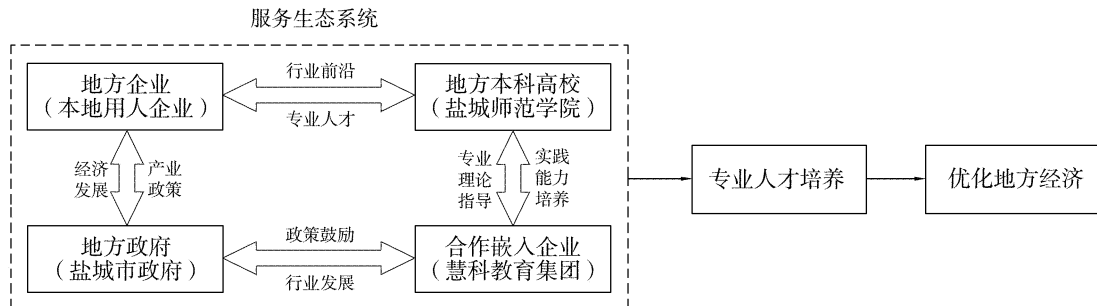 服务生态系统
地方企业
（本地用人企业）
行业前沿
专业人才
地方本科高校
（盐城师范学院）
经济
发展
产业
政策
专业
理论
指导
实践
能力
培养
地方政府
（盐城市政府）
政策鼓励
行业发展
合作嵌入企业
（慧科教育集团）
专业人才培养
优化地方经济